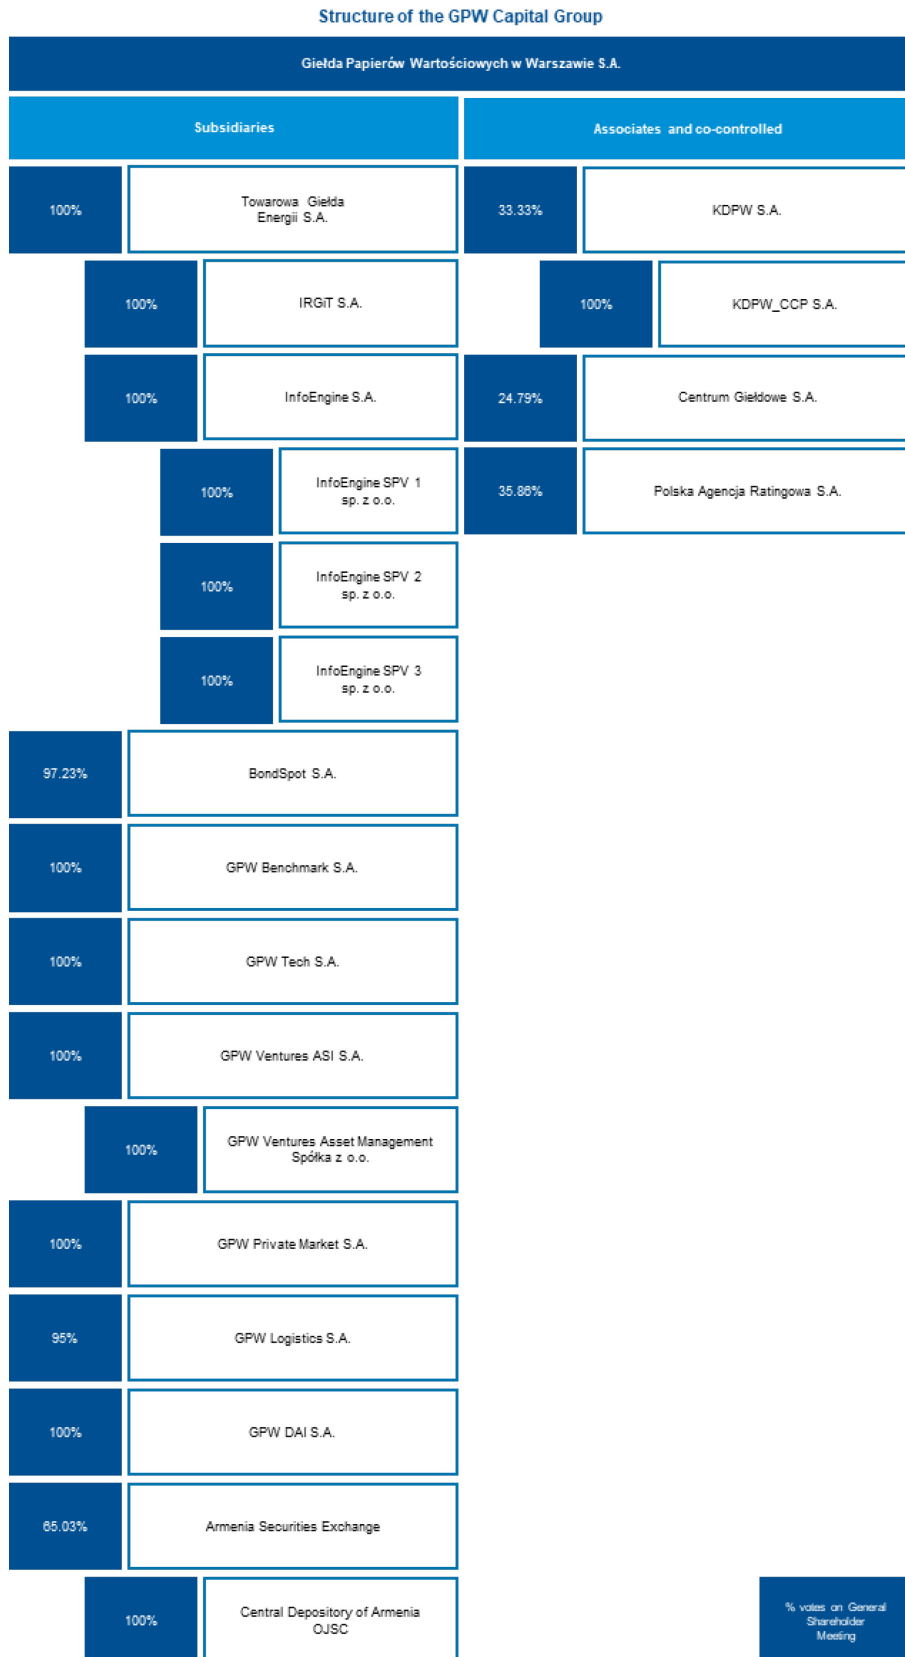 Structure of the GPW Capital Group
Giełda Papierów Wartościowych w Warszawie S.A.
Subsidiaries
Associates and co-controlled
100%
Towarowa Giełda
Energii S.A.
33.33%
KDPW S.A.
100%
IRGiT S.A.
100%
KDPW_CCP S.A.
100%
InfoEngine S.A.
24.79%
Centrum Giełdowe S.A.
100%
InfoEngine SPV 1
sp. z o.o.
35.86%
Polska Agencja Ratingowa S.A.
100%
InfoEngine SPV 2
sp. z o.o.
100%
InfoEngine SPV 3
sp. z o.o.
97.23%
BondSpot S.A.
100%
GPW Benchmark S.A.
100%
GPW Tech S.A.
100%
GPW Ventures ASI S.A.
100%
GPW Ventures Asset Management
Spółka z o.o.
100%
GPW Private Market S.A.
95%
GPW Logistics S.A.
100%
GPW DAI S.A.
65.03%
Armenia Securities Exchange
100%
Central Depository of Armenia
OJSC
% votes on General
Shareholder
Meeting